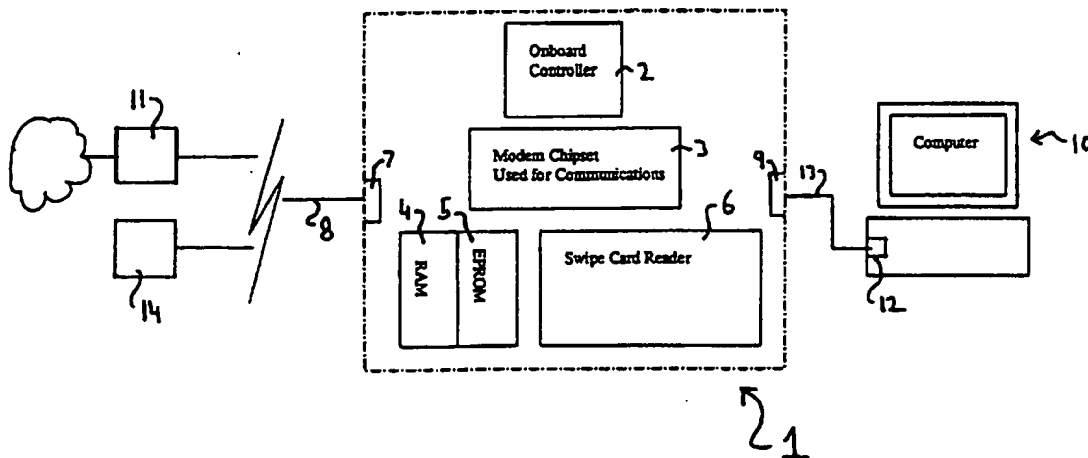 Onboard
Controller
2
11
Modem Chipset
Used for Communications
3
7
9
13
Computer
10
8
4
5
6
RAM
EPROM
Swipe Card Reader
14
12
1